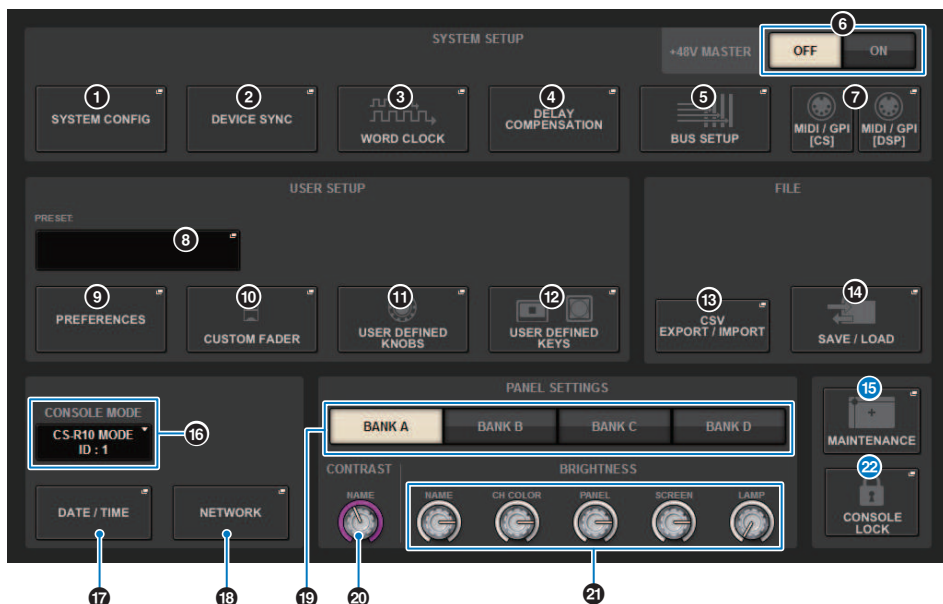 SYSTEM SETUP
6
+48V MASTER
OFF
ON
1
SYSTEM CONFIG
2
DEVICE SYNC
3
WORD CLOCK
4
DELAY
COMPENSATION
5
BUS SETUP
7
MIDI / GPI
[CS]
MIDI / GPI
[DSP]
USER SETUP
PRESET:
8
9
PREFERENCES
10
CUSTOM FADER
11
USER DEFINED
KNOBS
12
USER DEFINED
KEYS
FILE
13
CSV
EXPORT / IMPORT
14
SAVE / LOAD
CONSOLE MODE
CS-R10 MODE
ID : 1
16
DATE / TIME
NETWORK
PANEL SETTINGS
BANK A
BANK B
BANK C
BANK D
CONTRAST
NAME
BRIGHTNESS
NAME
CH COLOR
PANEL
SCREEN
LAMP
15
MAINTENANCE
22
CONSOLE
LOCK
17
18
19
20
21